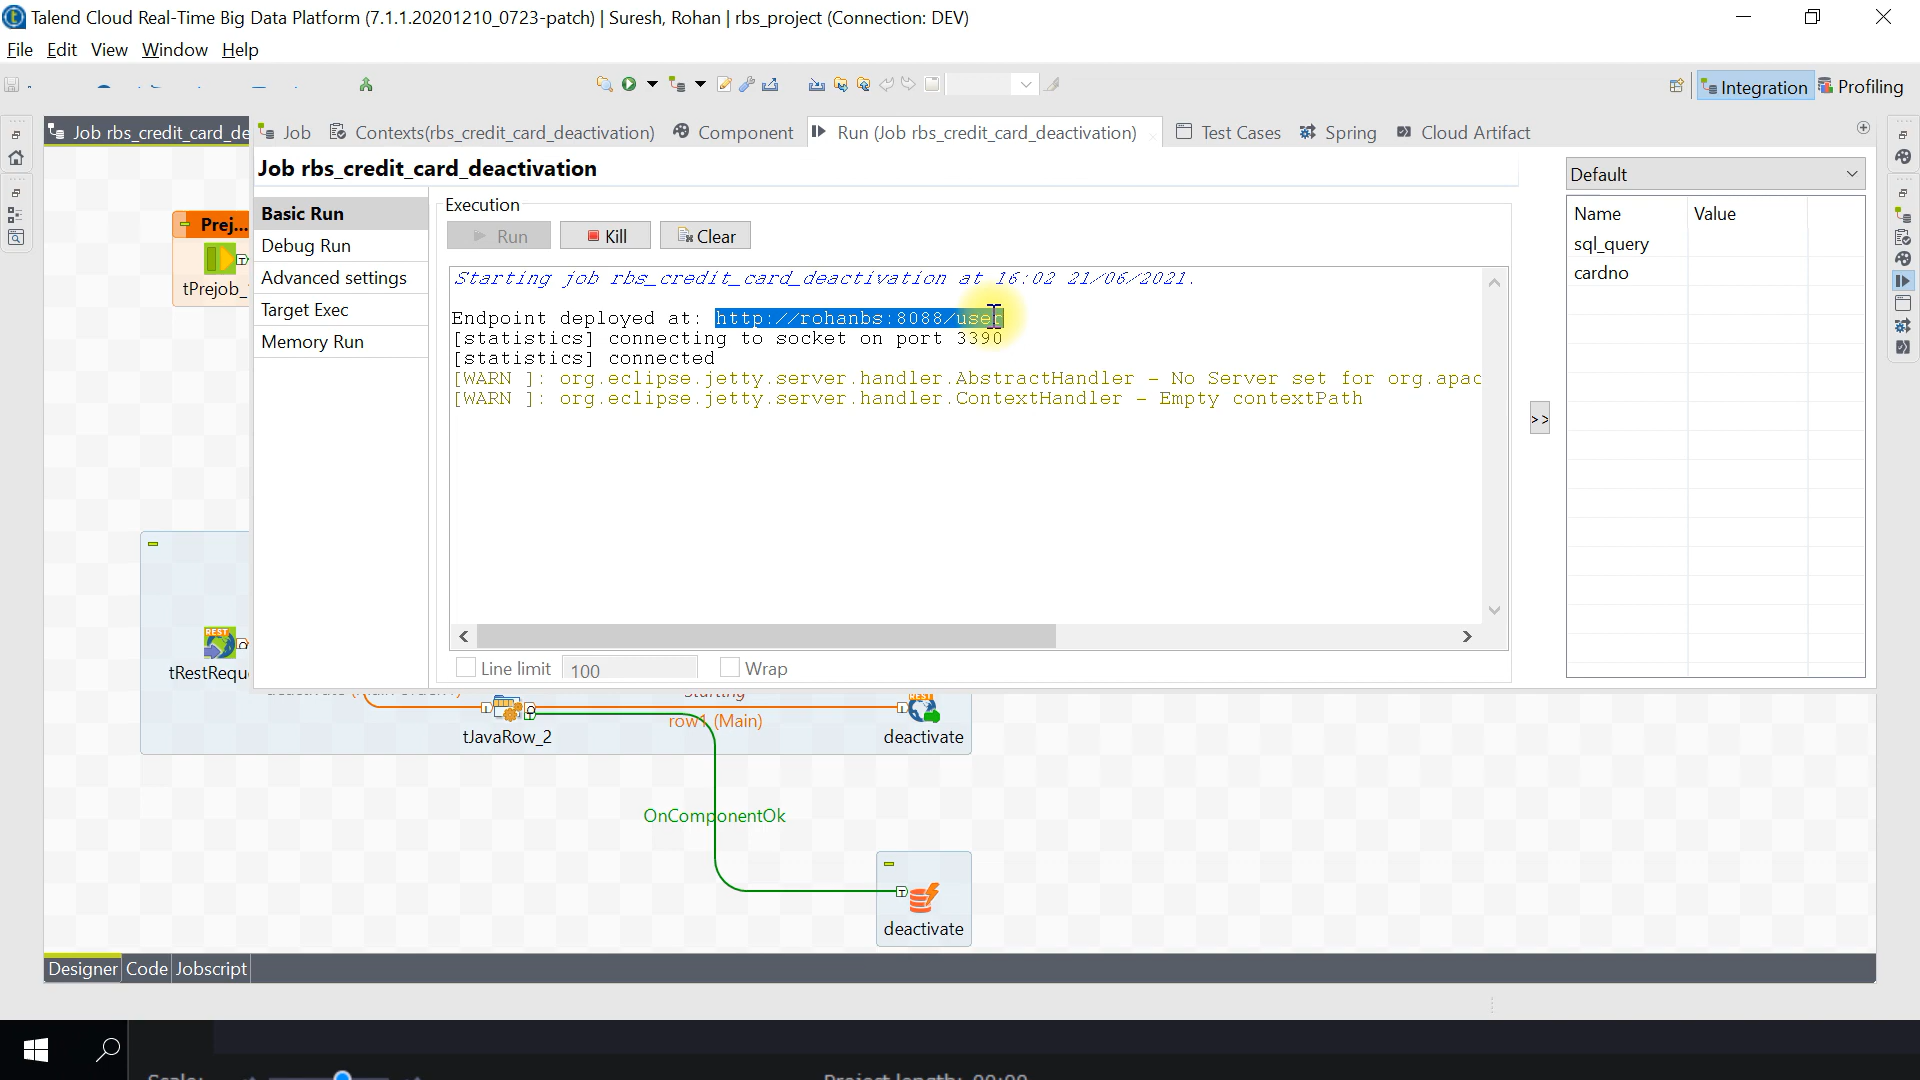 Talend Cloud Real-Time Big Data Platform (7.1.1.20201210_0723-patch) | Suresh, Rohan | rbs_project (Connection: DEV)
File Edit View Window Help
Integration Profiling
Job rbs_credit_card_de
Job Contexts(rbs_credit_card_deactivation) Component Run (Job rbs_credit_card_deactivation) Test Cases Spring Cloud Artifact
Job rbs_credit_card_deactivation
Default
Basic Run
Debug Run
Advanced settings
Target Exec
Memory Run
Execution
Run Kill Clear
Starting job rbs_credit_card_deactivation at 16:02 21/06/2021.
Endpoint deployed at: http://rohanbs:8088/user
[statistics] connecting to socket on port 3390
[statistics] connected
[WARN ]: org.eclipse.jetty.server.handler.AbstractHandler - No Server set for org.apac
[WARN ]: org.eclipse.jetty.server.handler.ContextHandler - Empty contextPath
Line limit 100 Wrap
Name Value
sql_query
cardno
>>
Prej...
tPrejob_
REST
tRestRequ
Starting
row1 (Main)
tJavaRow_2
REST
deactivate
OnComponentOk
deactivate
Designer Code Jobscript